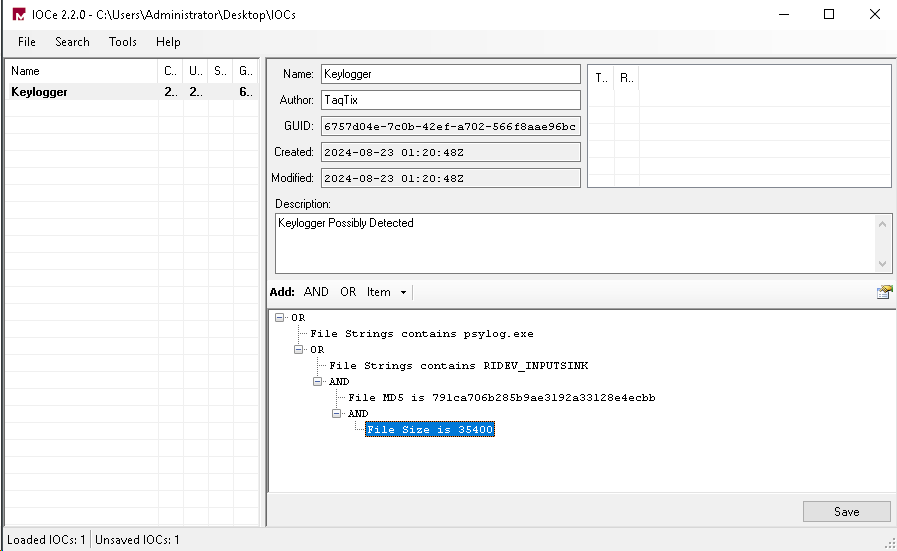 IOCe 2.2.0 - C:\Users\Administrator\Desktop\IOCs
File Search Tools Help
Name C.. U.. S.. G..
Keylogger 2.. 2.. 6..
Name: Keylogger
Author: TaqTix
GUID: 6757d04e-7c0b-42ef-a702-566f8aae96bc
Created: 2024-08-23 01:20:48Z
Modified: 2024-08-23 01:20:48Z
T.. R..
Description:
Keylogger Possibly Detected
Add: AND OR Item
OR
File Strings contains psylog.exe
OR
File Strings contains RIDEV_INPUTSINK
AND
File MD5 is 791ca706b285b9ae3192a33128e4ecbb
AND
File Size is 35400
Save
Loaded IOCs: 1 Unsaved IOCs: 1